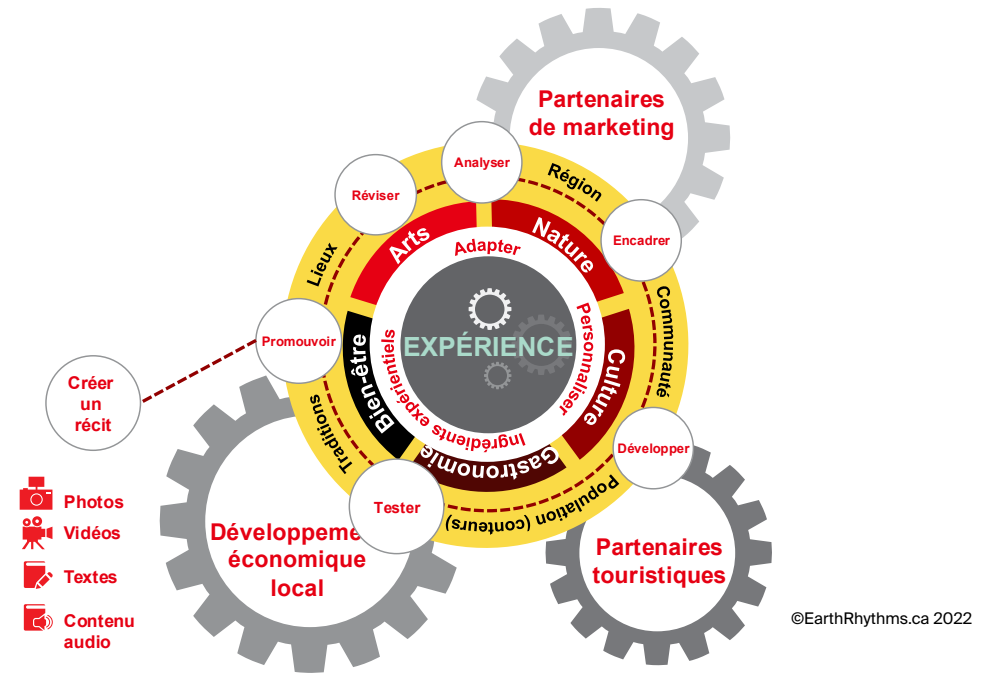 Partenaires
de marketing
Analyser
Région
Réviser
Encadrer
Arts
Nature
Adapter
Lieux
Communauté
Promouvoir
EXPÉRIENCE
Personnaliser
Ingrédients expérientiels
Bien-être
Culture
Créer
un
récit
Traditions
Gastronomie
Développer
Tester
Population (conteurs)
Photos
Vidéos
Textes
Contenu
audio
Développeme
économique
local
Partenaires
touristiques
©EarthRhythms.ca 2022